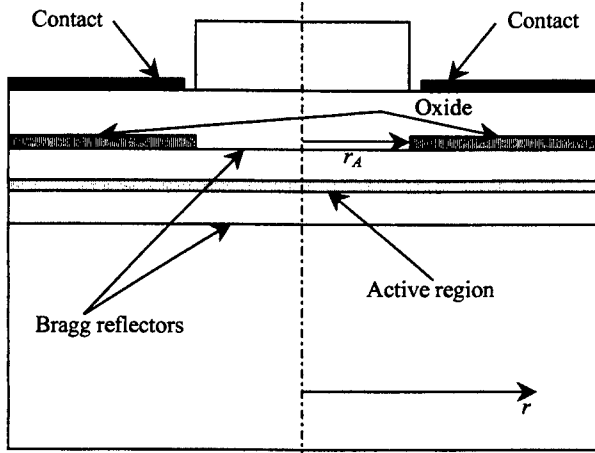 Contact
Contact
Oxide
r_A
Active region
Bragg reflectors
r